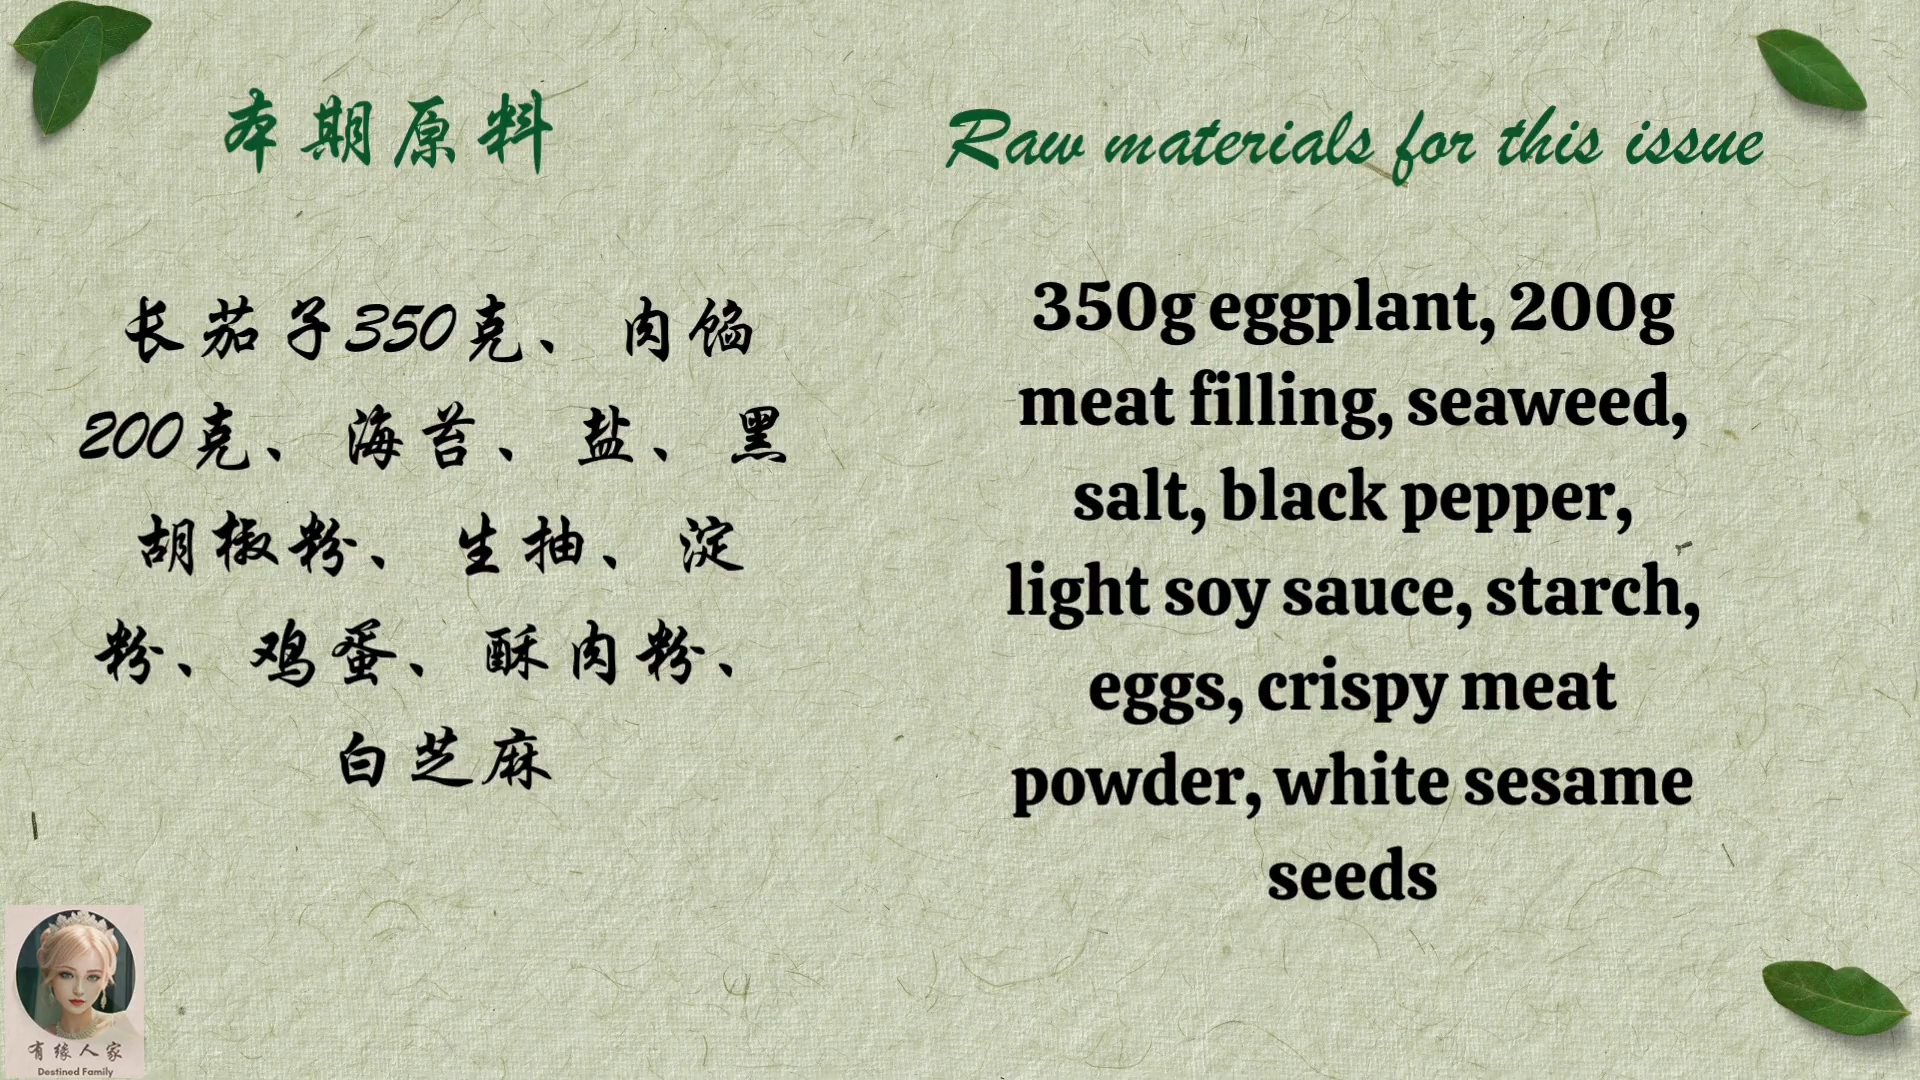 本期原料
长茄子350克、肉馅
200克、海苔、盐、黑
胡椒粉、生抽、淀
粉、鸡蛋、酥肉粉、
白芝麻
Raw materials for this issue
350g eggplant, 200g
meat filling, seaweed,
salt, black pepper,
light soy sauce, starch,
eggs, crispy meat
powder, white sesame
seeds
有缘人家
Destined Family